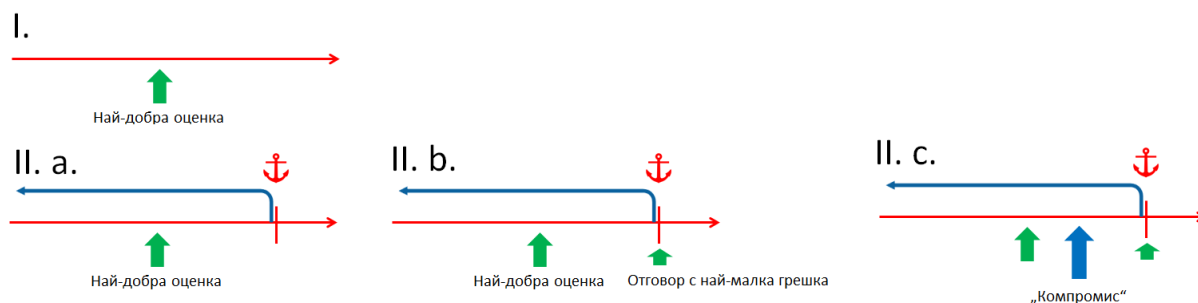 I.
Най-добра оценка
II. a.
II. b.
II. c.
Най-добра оценка
Най-добра оценка
Отговор с най-малка грешка
„Компромис“